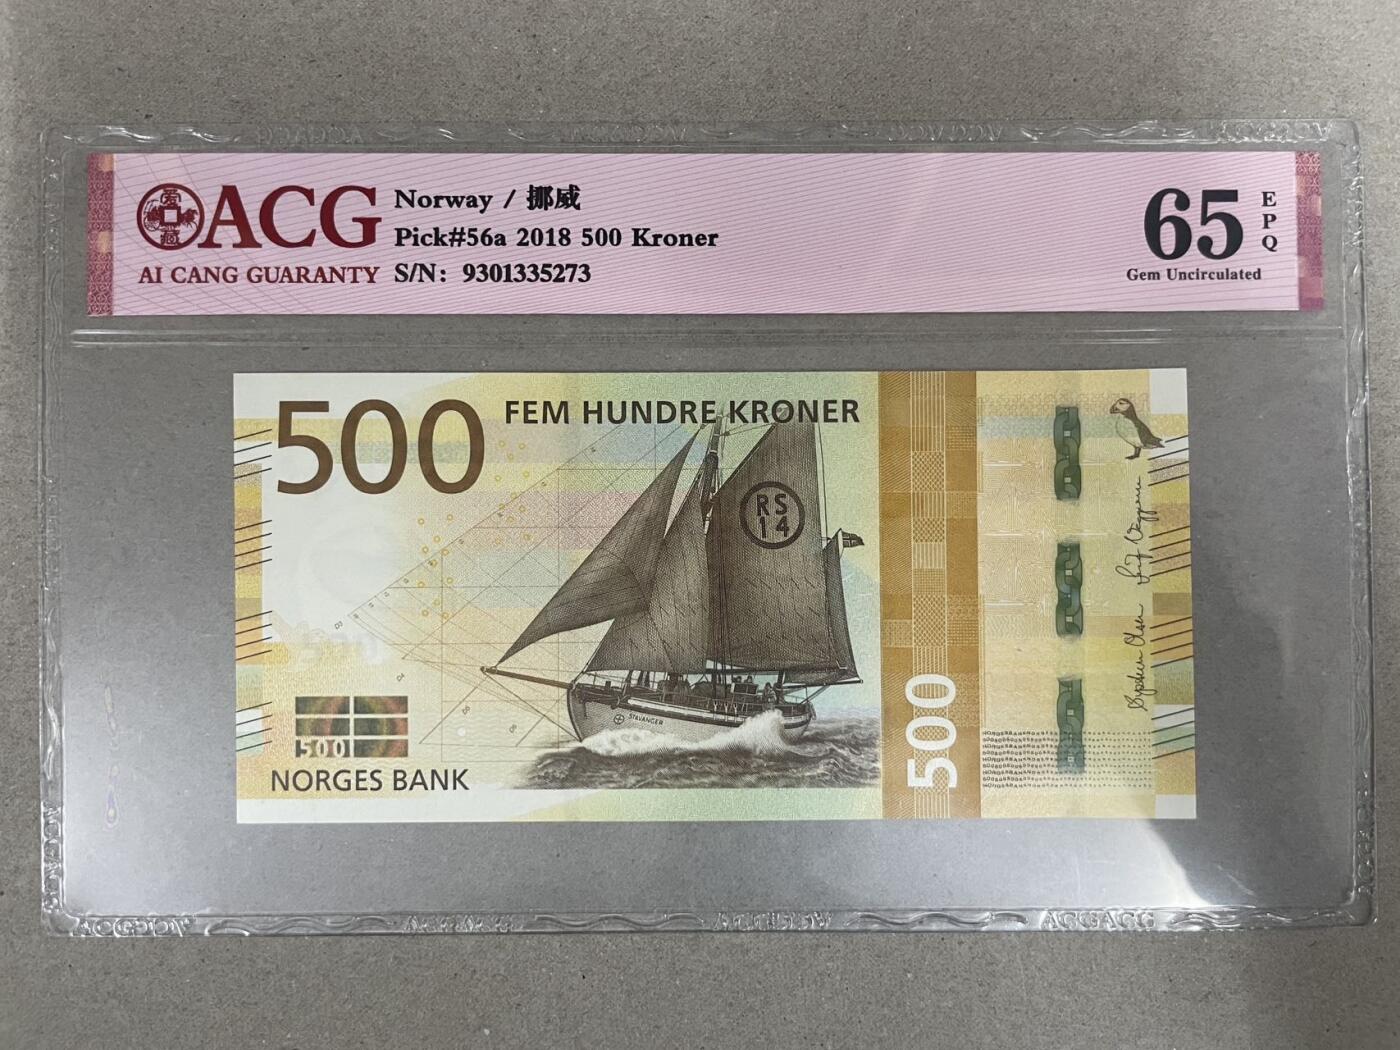 ACG
AI CANG GUARANTY
Norway / 挪威
Pick#56a 2018 500 Kroner
S/N: 9301335273
65
EPQ
Gem Uncirculated
500
FEM HUNDRE KRONER
RS
14
STAVANGER
500
NORGES BANK
500